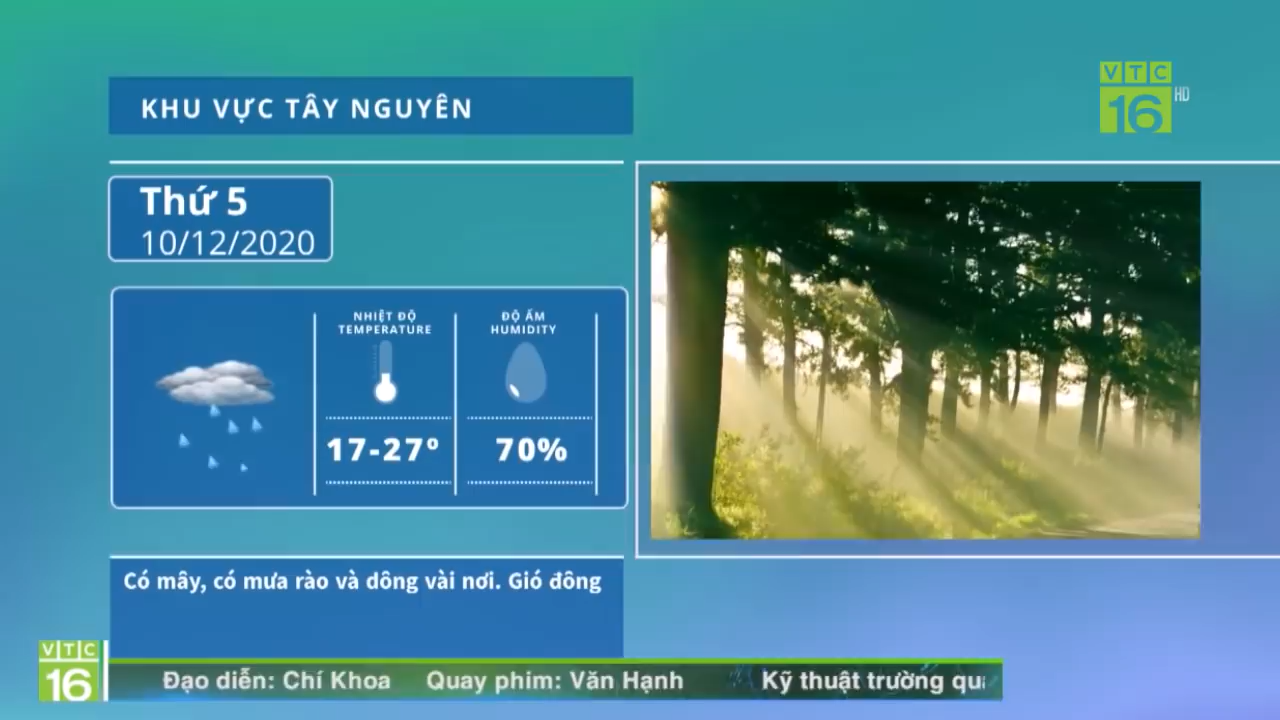 KHU VỰC TÂY NGUYÊN
VTC
16
HD
Thứ 5
10/12/2020
NHIỆT ĐỘ
TEMPERATURE
ĐỘ ẨM
HUMIDITY
17-27º
70%
Có mây, có mưa rào và dông vài nơi. Gió đông
VTC
16
Đạo diễn: Chí Khoa Quay phim: Văn Hạnh Kỹ thuật trường